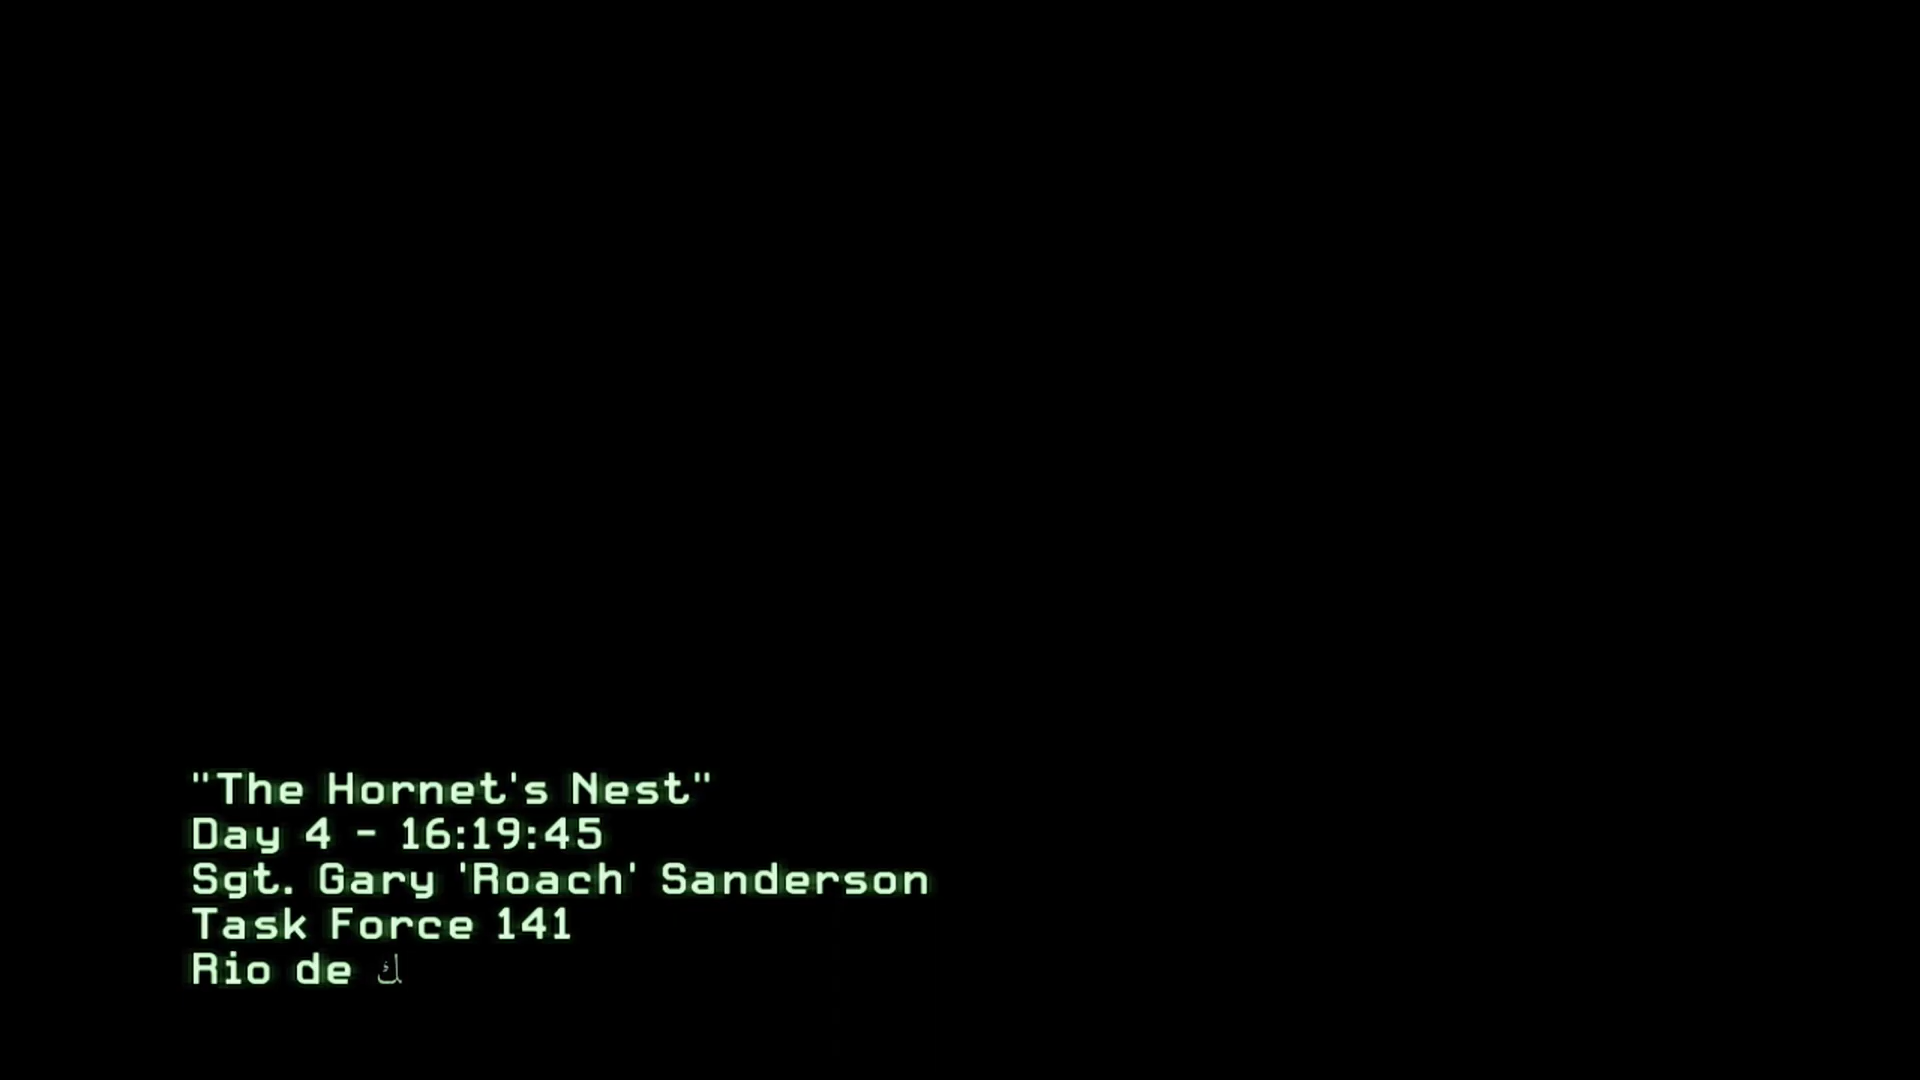 "The Hornet's Nest"
Day 4 - 16:19:45
Sgt. Gary 'Roach' Sanderson
Task Force 141
Rio de ك